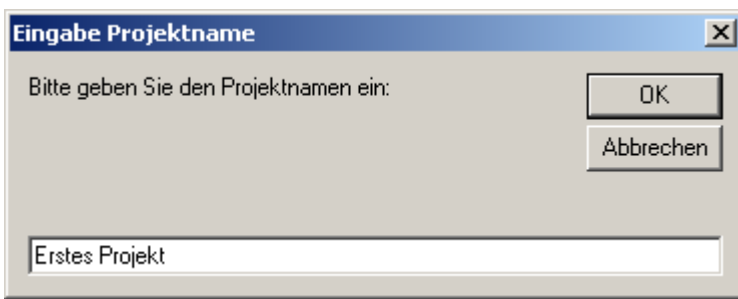 Eingabe Projektname
Bitte geben Sie den Projektnamen ein:
OK
Abbrechen
Erstes Projekt